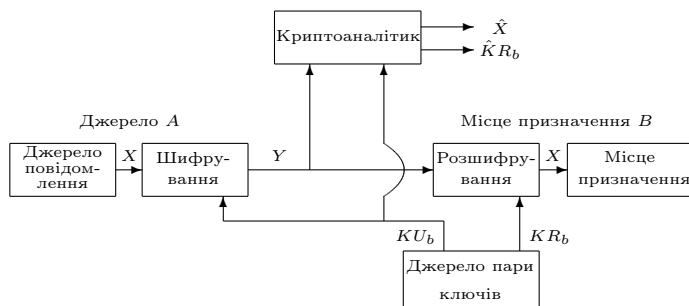 Криптоаналітик
X̂
K̂R_b
Джерело A
Місце призначення B
Джерело
повідом-
лення
X
Шифру-
вання
Y
Розшифру-
вання
X
Місце
призначення
KU_b
KR_b
Джерело пари
ключів